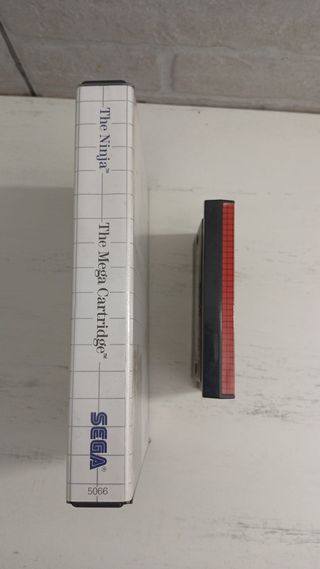 The Ninja™
The Mega Cartridge™
SEGA®
5066